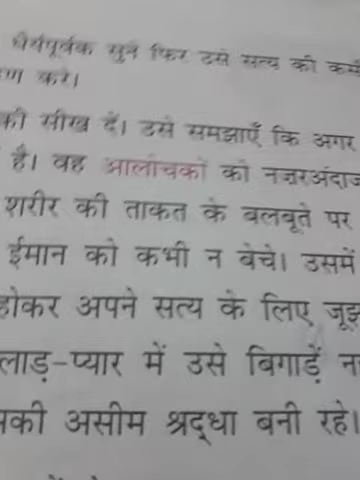 धैर्यपूर्वक सुनें फिर उसे सत्य की
करें।
की सीख दें। उसे समझाएँ कि अगर
है। वह आलोचकों को नज़रअंदाज
शरीर की ताकत के बलबूते पर
ईमान को कभी न बेचे। उसमें
होकर अपने सत्य के लिए
लाड़-प्यार में उसे बिगाड़ें
असीम श्रद्धा बनी रहे।